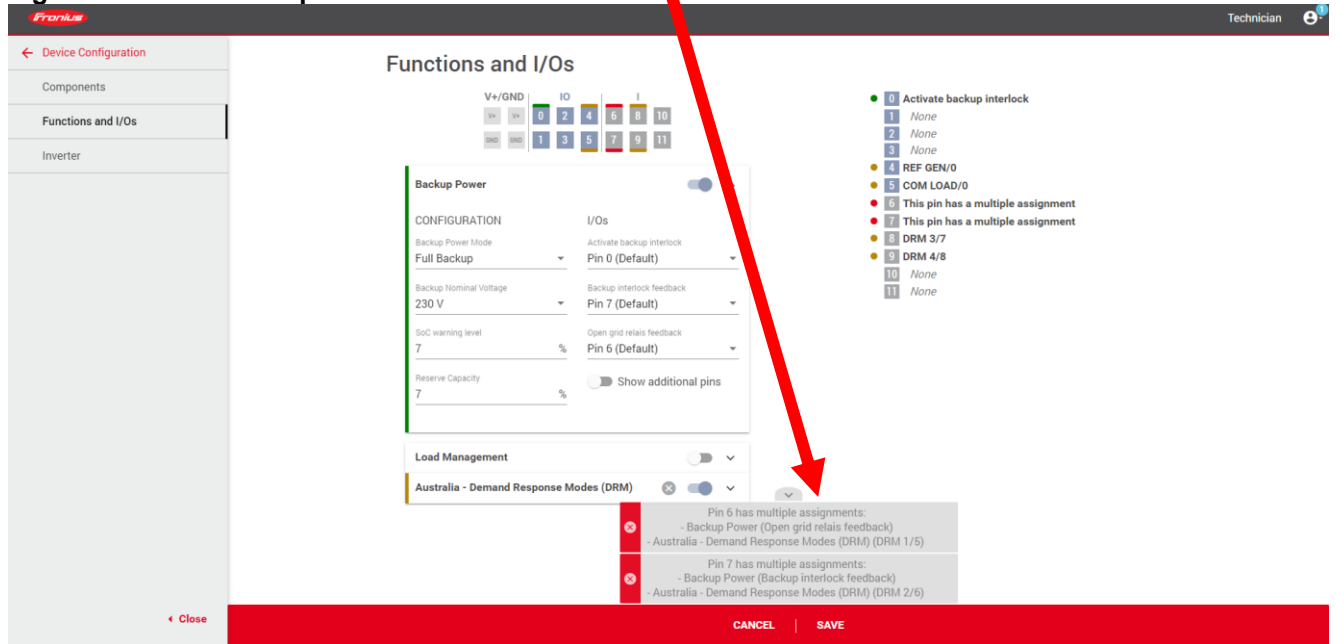 Fronius
Technician
1
Device Configuration
Components
Functions and I/Os
Inverter
Close
Functions and I/Os
V+/GND IO I
V+ V+ 0 2 4 6 8 10
GND GND 1 3 5 7 9 11
Backup Power
CONFIGURATION
Backup Power Mode
Full Backup
Backup Nominal Voltage
230 V
SoC warning level
7 %
Reserve Capacity
7 %
I/Os
Activate backup interlock
Pin 0 (Default)
Backup interlock feedback
Pin 7 (Default)
Open grid relais feedback
Pin 6 (Default)
Show additional pins
Load Management
Australia - Demand Response Modes (DRM)
0 Activate backup interlock
1 None
2 None
3 None
4 REF GEN/0
5 COM LOAD/0
6 This pin has a multiple assignment
7 This pin has a multiple assignment
8 DRM 3/7
9 DRM 4/8
10 None
11 None
Pin 6 has multiple assignments:
- Backup Power (Open grid relais feedback)
- Australia - Demand Response Modes (DRM) (DRM 1/5)
Pin 7 has multiple assignments:
- Backup Power (Backup interlock feedback)
- Australia - Demand Response Modes (DRM) (DRM 2/6)
CANCEL | SAVE